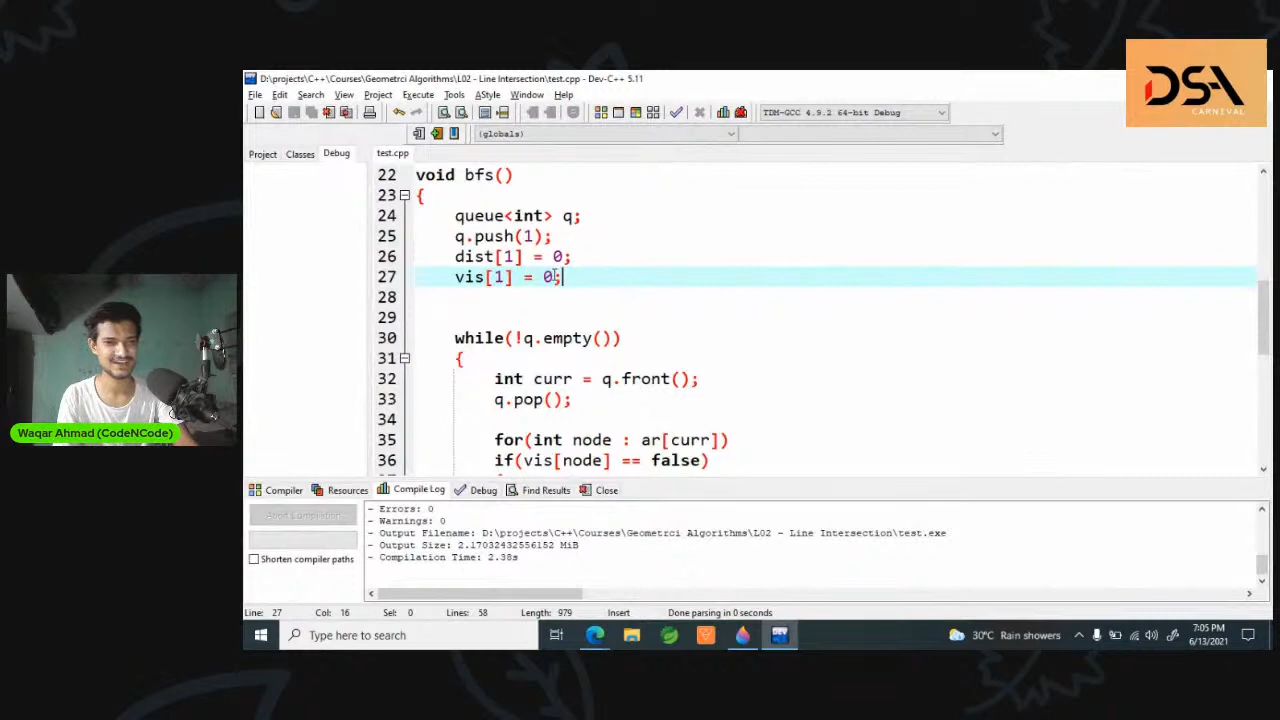 DSA
CARNEVAL
D:\projects\C++\Courses\Geometrci Algorithms\L02 - Line Intersection\test.cpp - Dev-C++ 5.11
File Edit Search View Project Execute Tools AStyle Window Help
TDM-GCC 4.9.2 64-bit Debug
(globals)
Project Classes Debug test.cpp
22 void bfs()
23 {
24 queue<int> q;
25 q.push(1);
26 dist[1] = 0;
27 vis[1] = 0;
28
29
30 while(!q.empty())
31 {
32 int curr = q.front();
33 q.pop();
34
35 for(int node : ar[curr])
36 if(vis[node] == false)
Waqar Ahmad (CodeNCode)
Compiler Resources Compile Log Debug Find Results Close
Abort Compilation
Shorten compiler paths
- Errors: 0
- Warnings: 0
- Output Filename: D:\projects\C++\Courses\Geometrci Algorithms\L02 - Line Intersection\test.exe
- Output Size: 2.17032432556152 MiB
- Compilation Time: 2.38s
Line: 27 Col: 16 Sel: 0 Lines: 58 Length: 979 Insert Done parsing in 0 seconds
Type here to search
DEV
30°C Rain showers
7:05 PM
6/13/2021